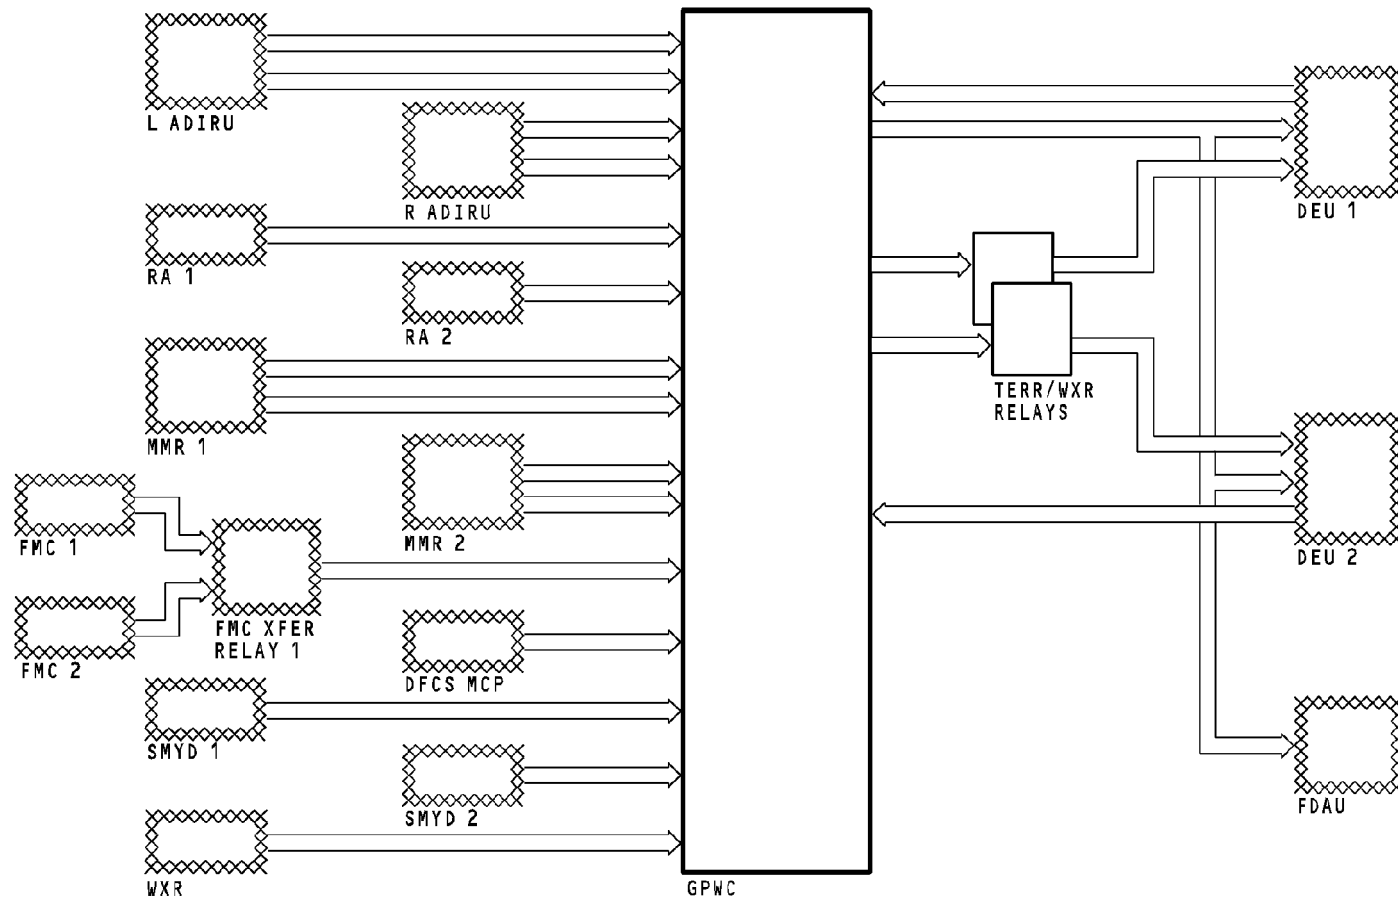 L ADIRU
R ADIRU
DEU 1
RA 1
RA 2
TERR/WXR
RELAYS
MMR 1
MMR 2
FMC 1
DEU 2
FMC XFER
RELAY 1
FMC 2
DFCS MCP
SMYD 1
SMYD 2
FDAU
WXR
GPWC